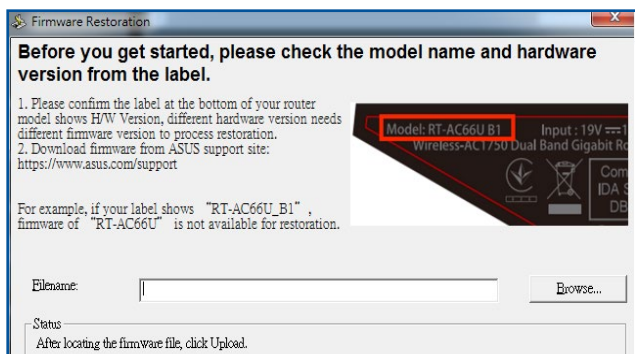 Firmware Restoration
Before you get started, please check the model name and hardware
version from the label.
1. Please confirm the label at the bottom of your router
model shows H/W Version, different hardware version needs
different firmware version to process restoration.
2. Download firmware from ASUS support site:
https://www.asus.com/support
Model: RT-AC66U B1 Input : 19V
Wireless-AC1750 Dual Band Gigabit Ro
Com
IDA S
DB
For example, if your label shows “RT-AC66U_B1”,
firmware of “RT-AC66U” is not available for restoration.
Filename:
Browse...
Status
After locating the firmware file, click Upload.